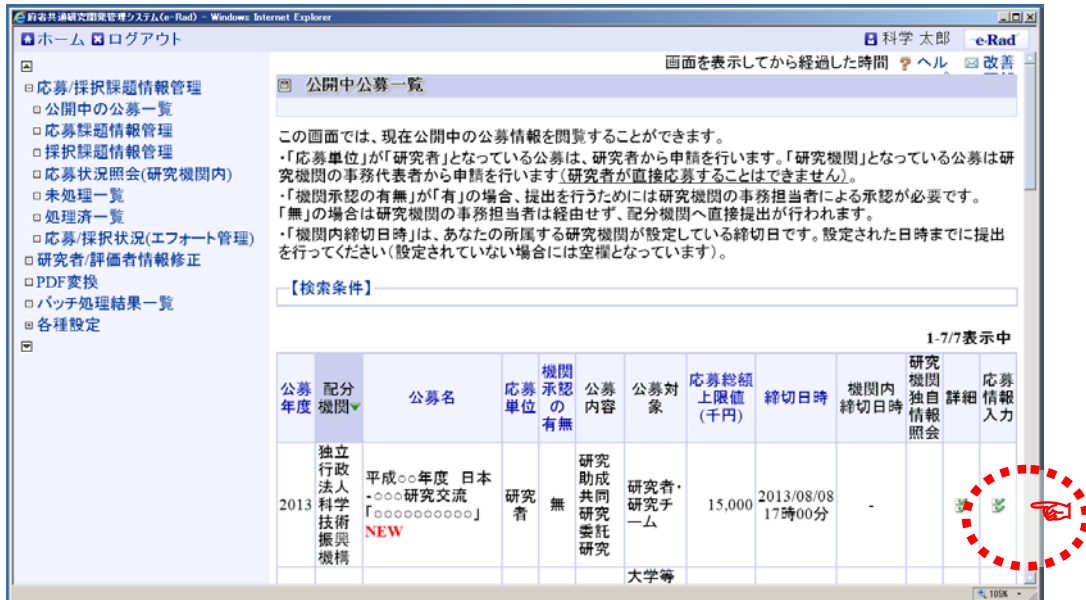 府省共通研究開発管理システム(e-Rad) - Windows Internet Explorer
ホーム ログアウト
科学 太郎 e-Rad
画面を表示してから経過した時間 ヘル 改善
応募/採択課題情報管理
公開中の公募一覧
応募課題情報管理
採択課題情報管理
応募状況照会(研究機関内)
未処理一覧
処理済一覧
応募/採択状況(エフォート管理)
研究者/評価者情報修正
PDF変換
バッチ処理結果一覧
各種設定
公開中公募一覧
この画面では、現在公開中の公募情報を閲覧することができます。
・「応募単位」が「研究者」となっている公募は、研究者から申請を行います。「研究機関」となっている公募は研
究機関の事務代表者から申請を行います(研究者が直接応募することはできません)。
・「機関承認の有無」が「有」の場合、提出を行うためには研究機関の事務担当者による承認が必要です。
「無」の場合は研究機関の事務担当者は経由せず、配分機関へ直接提出が行われます。
・「機関内締切日時」は、あなたの所属する研究機関が設定している締切日です。設定された日時までに提出
を行ってください(設定されていない場合には空欄となっています)。
【検索条件】
1-7/7表示中
公募
年度
配分
機関▼
公募名
応募
単位
機関
承認
の
有無
公募
内容
公募対
象
応募総額
上限値
(千円)
締切日時
機関内
締切日時
研究
機関
独自
情報
照会
詳細
応募
情報
入力
2013
独立
行政
法人
科学
技術
振興
機構
平成○○年度 日本
-○○○研究交流
「○○○○○○○○○○」
NEW
研究
者
無
研究
助成
共同
研究
委託
研究
研究者・
研究チ
ーム
15,000
2013/08/08
17時00分
-
大学等
105%